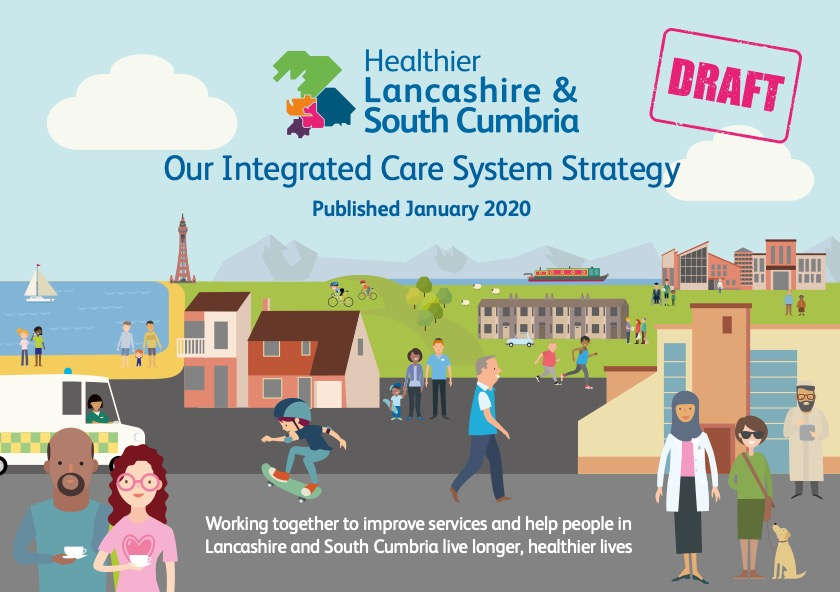 Healthier
Lancashire &
South Cumbria
DRAFT
Our Integrated Care System Strategy
Published January 2020
Working together to improve services and help people in
Lancashire and South Cumbria live longer, healthier lives